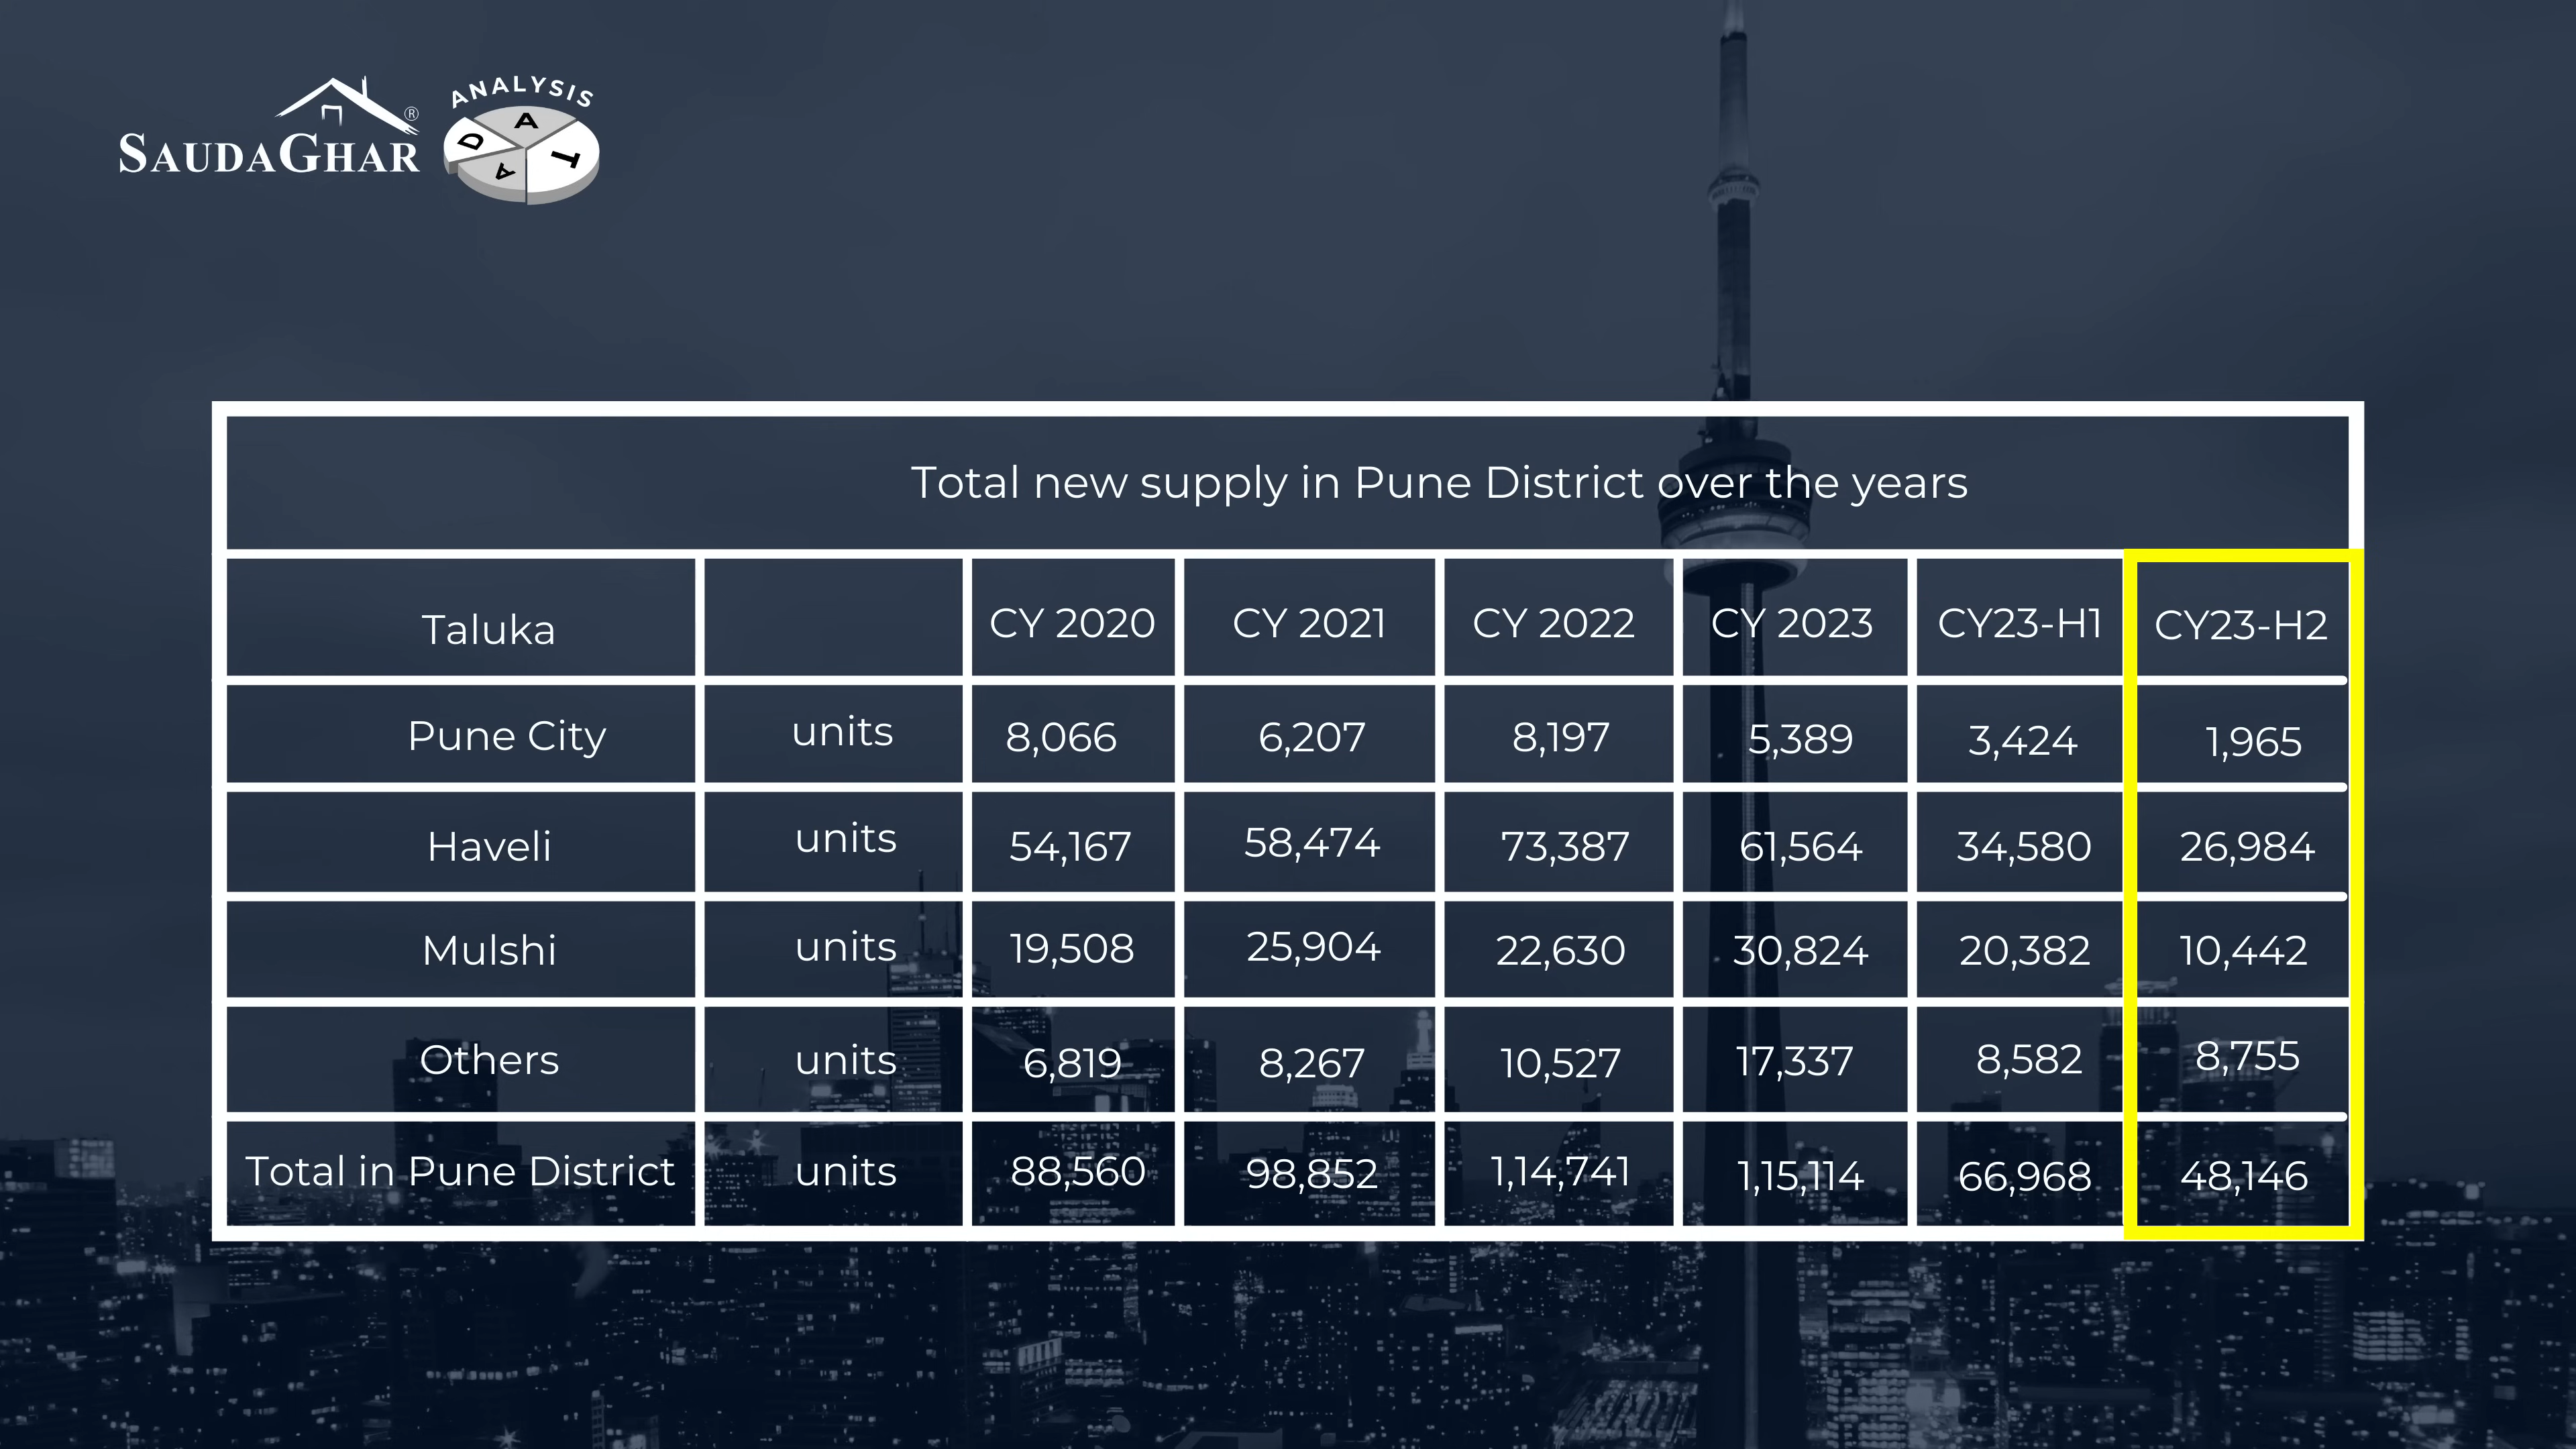 SAUDAGHAR®
ANALYSIS
DATA
Total new supply in Pune District over the years
Taluka CY 2020 CY 2021 CY 2022 CY 2023 CY23-H1 CY23-H2
Pune City units 8,066 6,207 8,197 5,389 3,424 1,965
Haveli units 54,167 58,474 73,387 61,564 34,580 26,984
Mulshi units 19,508 25,904 22,630 30,824 20,382 10,442
Others units 6,819 8,267 10,527 17,337 8,582 8,755
Total in Pune District units 88,560 98,852 1,14,741 1,15,114 66,968 48,146